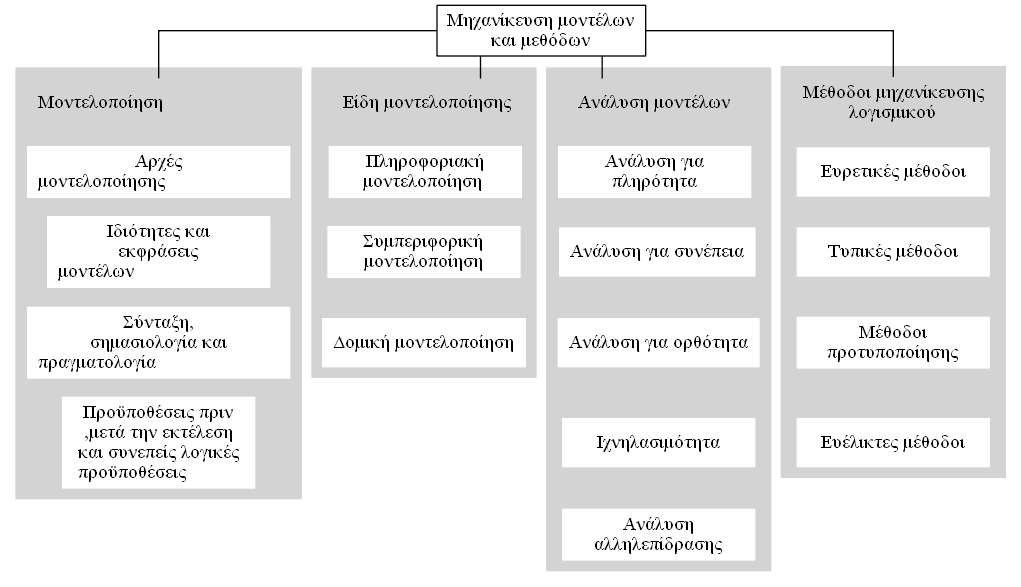 Μηχανίκευση μοντέλων
και μεθόδων
Μοντελοποίηση
Αρχές
μοντελοποίησης
Ιδιότητες και
εκφράσεις
μοντέλων
Σύνταξη,
σημασιολογία και
πραγματολογία
Προϋποθέσεις πριν
,μετά την εκτέλεση
και συνεπείς λογικές
προϋποθέσεις
Είδη μοντελοποίησης
Πληροφοριακή
μοντελοποίηση
Συμπεριφορική
μοντελοποίηση
Δομική μοντελοποίηση
Ανάλυση μοντέλων
Ανάλυση για
πληρότητα
Ανάλυση για συνέπεια
Ανάλυση για ορθότητα
Ιχνηλασιμότητα
Ανάλυση
αλληλεπίδρασης
Μέθοδοι μηχανίκευσης
λογισμικού
Ευρετικές μέθοδοι
Τυπικές μέθοδοι
Μέθοδοι
προτυποποίησης
Ευέλικτες μέθοδοι